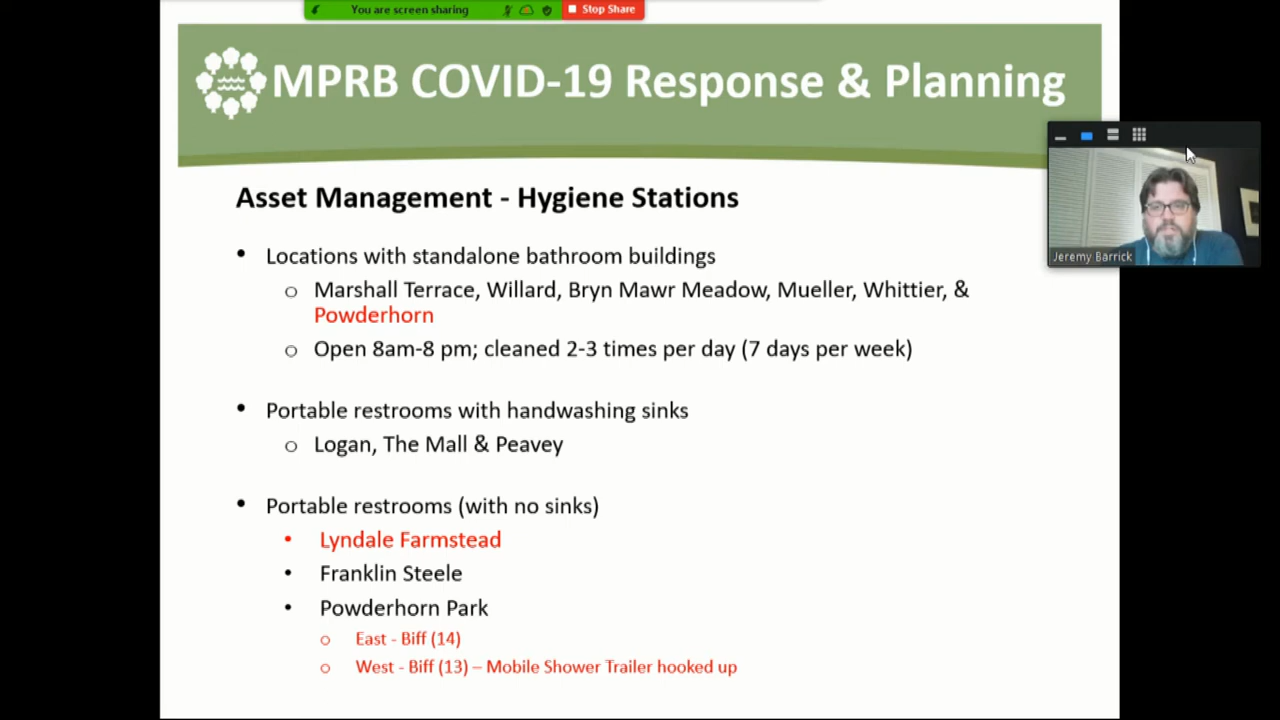 You are screen sharing
Stop Share
MPRB COVID-19 Response & Planning
Jeremy Barrick
Asset Management - Hygiene Stations
• Locations with standalone bathroom buildings
o Marshall Terrace, Willard, Bryn Mawr Meadow, Mueller, Whittier, &
Powderhorn
o Open 8am-8 pm; cleaned 2-3 times per day (7 days per week)
• Portable restrooms with handwashing sinks
o Logan, The Mall & Peavey
• Portable restrooms (with no sinks)
• Lyndale Farmstead
• Franklin Steele
• Powderhorn Park
o East - Biff (14)
o West - Biff (13) – Mobile Shower Trailer hooked up